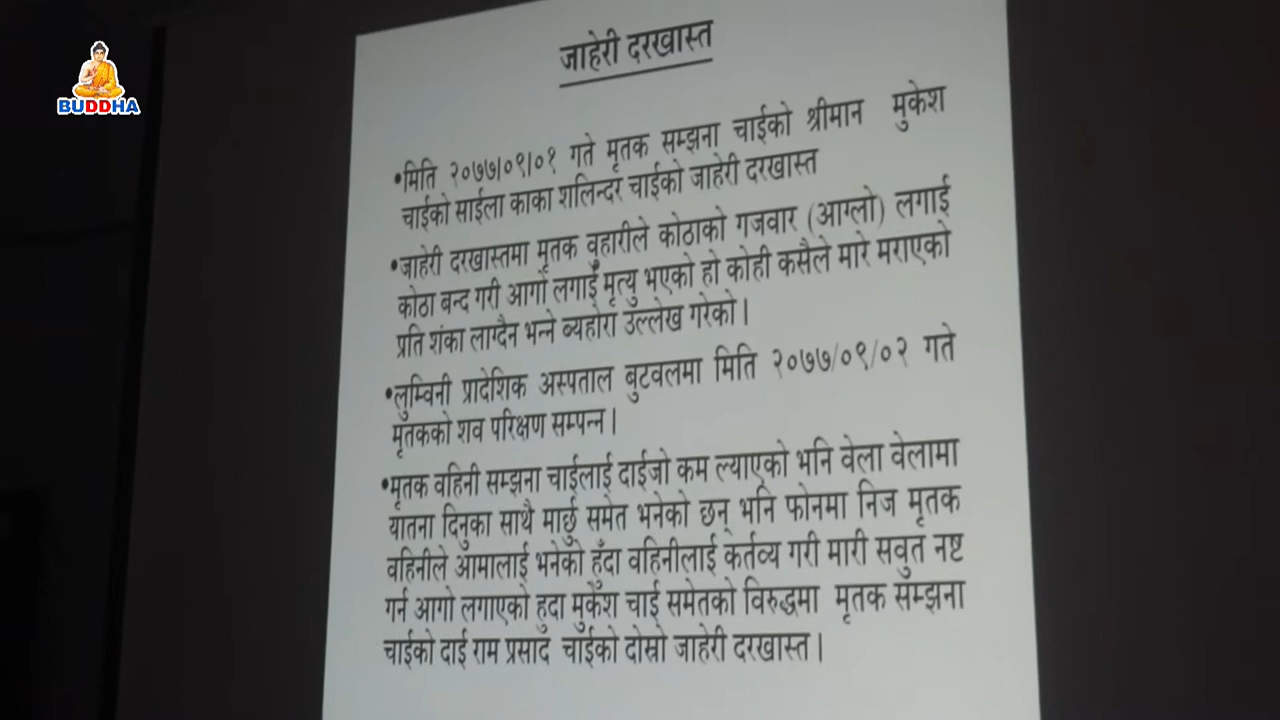 BUDDHA
जाहेरी दरखास्त
•मिति २०७७/०९/०१ गते मृतक सम्झना चाईको श्रीमान मुकेश
चाईको साईला काका शलिन्दर चाईको जाहेरी दरखास्त
•जाहेरी दरखास्तमा मृतक वुहारीले कोठाको गजवार (आग्लो) लगाई
कोठा बन्द गरी आगो लगाई मृत्यु भएको हो कोही कसैले मारे मराएको
प्रति शंका लाग्दैन भन्ने व्यहोरा उल्लेख गरेको।
•लुम्विनी प्रादेशिक अस्पताल बुटवलमा मिति २०७७/०९/०२ गते
मृतकको शव परिक्षण सम्पन्न।
•मृतक वहिनी सम्झना चाईलाई दाईजो कम ल्याएको भनि वेला वेलामा
यातना दिनुका साथै मार्छु समेत भनेको छन् भनि फोनमा निज मृतक
वहिनीले आमालाई भनेको हुँदा वहिनीलाई कर्तव्य गरी मारी सवुत नष्ट
गर्न आगो लगाएको हुदा मुकेश चाई समेतको विरुद्धमा मृतक सम्झना
चाईको दाई राम प्रसाद चाईको दोस्रो जाहेरी दरखास्त।